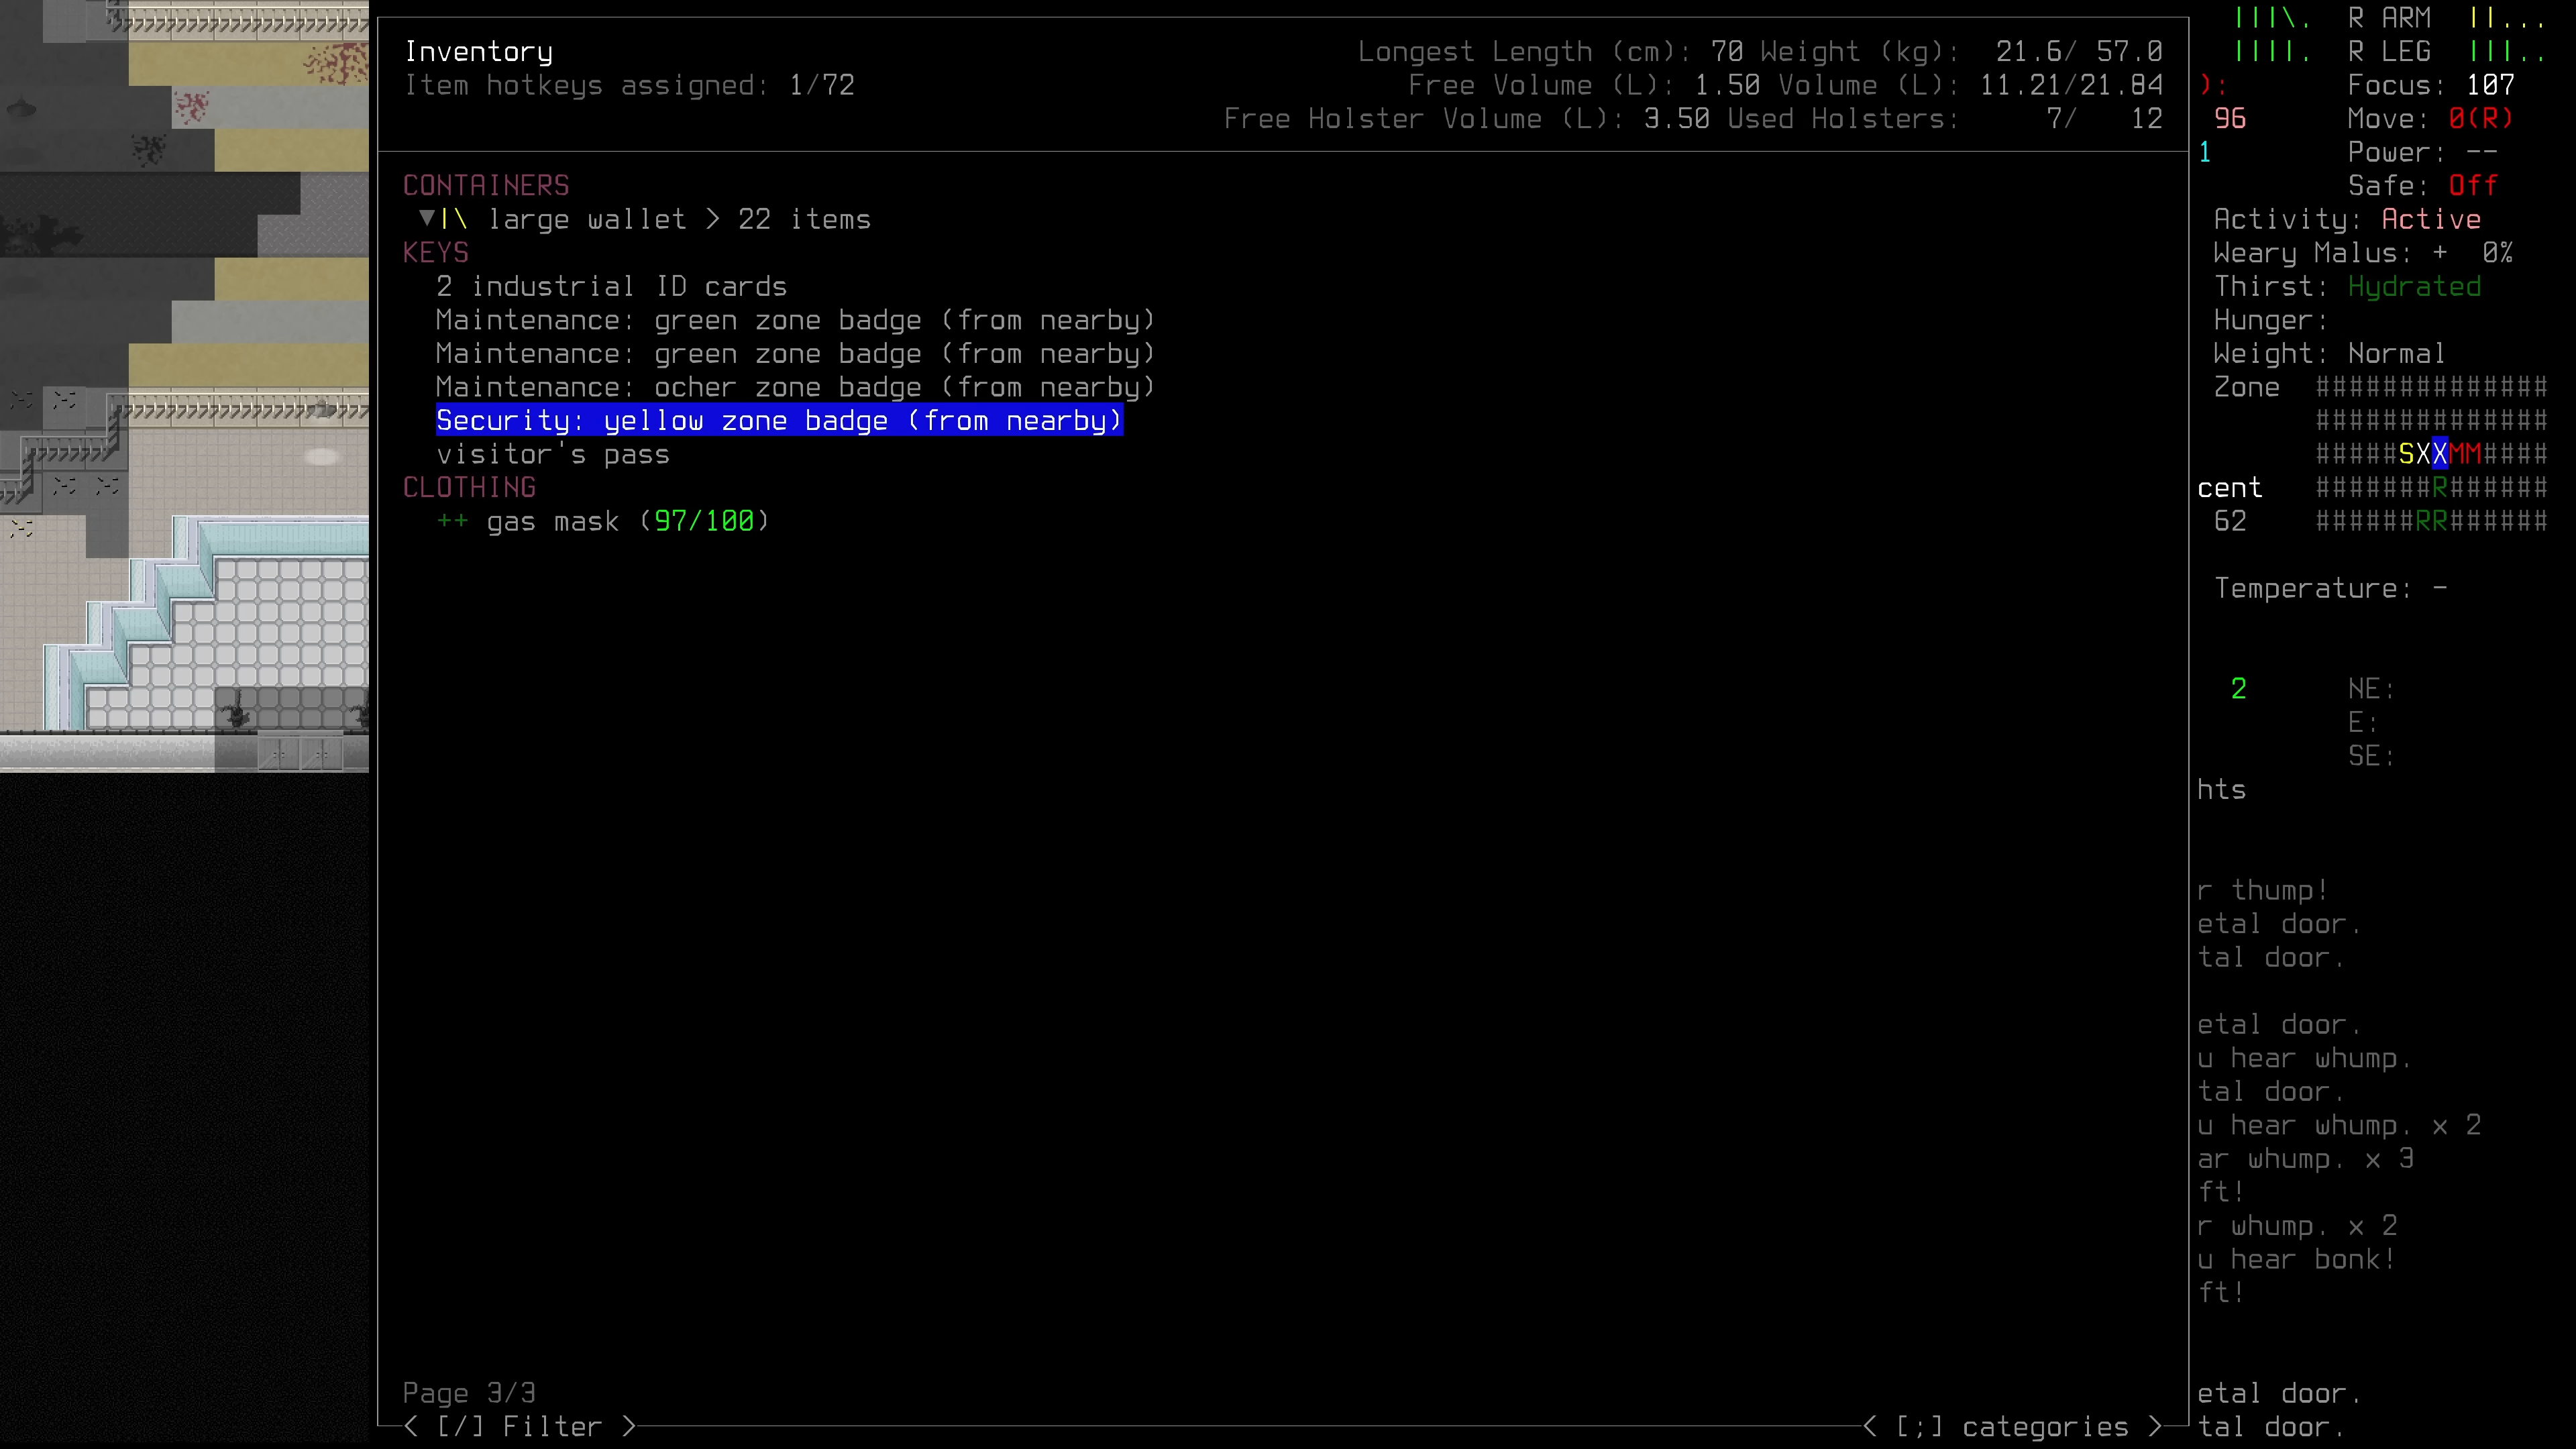 |||\. R ARM ||...
Inventory Longest Length (cm): 70 Weight (kg): 21.6/ 57.0 ||||. R LEG |||..
Item hotkeys assigned: 1/72 Free Volume (L): 1.50 Volume (L): 11.21/21.84 ): Focus: 107
Free Holster Volume (L): 3.50 Used Holsters: 7/ 12 96 Move: 0(R)
1 Power: --
CONTAINERS Safe: Off
▼|\ large wallet > 22 items Activity: Active
KEYS Weary Malus: + 0%
2 industrial ID cards Thirst: Hydrated
Maintenance: green zone badge (from nearby) Hunger:
Maintenance: green zone badge (from nearby) Weight: Normal
Maintenance: ocher zone badge (from nearby) Zone ##############
Security: yellow zone badge (from nearby) ##############
visitor's pass #####SXXMM####
CLOTHING cent #######R######
++ gas mask (97/100) 62 ######RR######
Temperature: -
2 NE:
E:
SE:
hts
r thump!
etal door.
tal door.
etal door.
u hear whump.
tal door.
u hear whump. x 2
ar whump. x 3
ft!
r whump. x 2
u hear bonk!
ft!
Page 3/3 etal door.
< [/] Filter > < [;] categories > tal door.